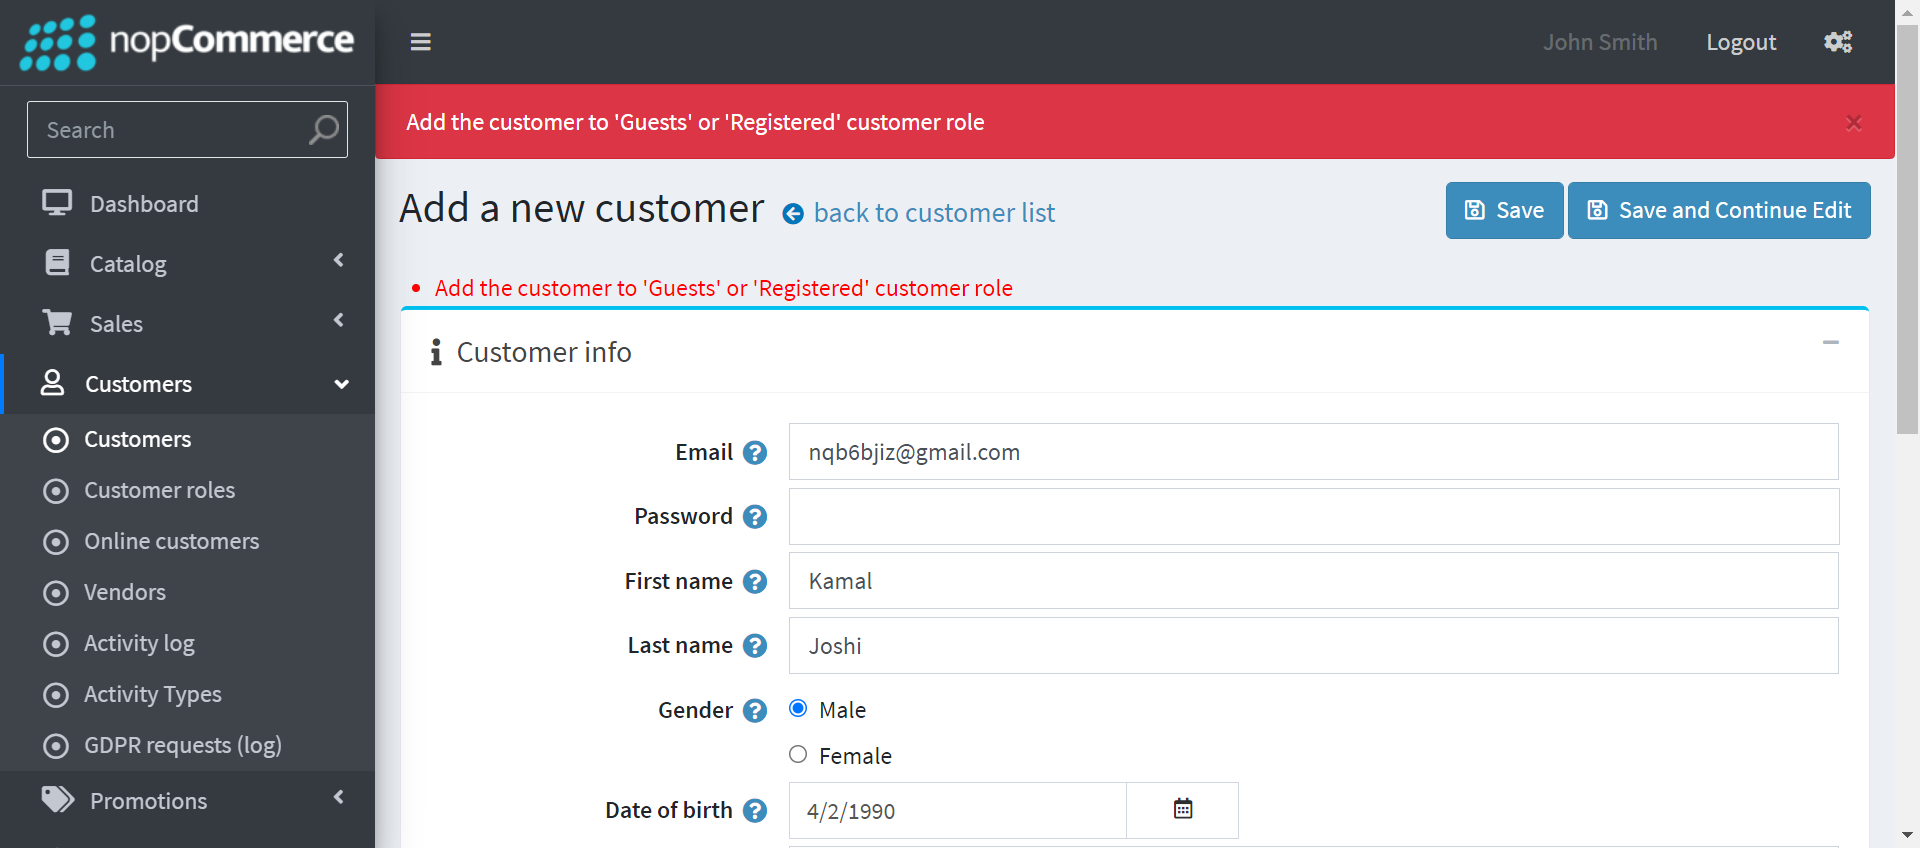 nopCommerce
John Smith
Logout
Search
Add the customer to 'Guests' or 'Registered' customer role
Add a new customer
back to customer list
Save
Save and Continue Edit
Add the customer to 'Guests' or 'Registered' customer role
Dashboard
Catalog
Sales
Customers
Customers
Customer roles
Online customers
Vendors
Activity log
Activity Types
GDPR requests (log)
Promotions
Customer info
Email
nqb6bjiz@gmail.com
Password
First name
Kamal
Last name
Joshi
Gender
Male
Female
Date of birth
4/2/1990